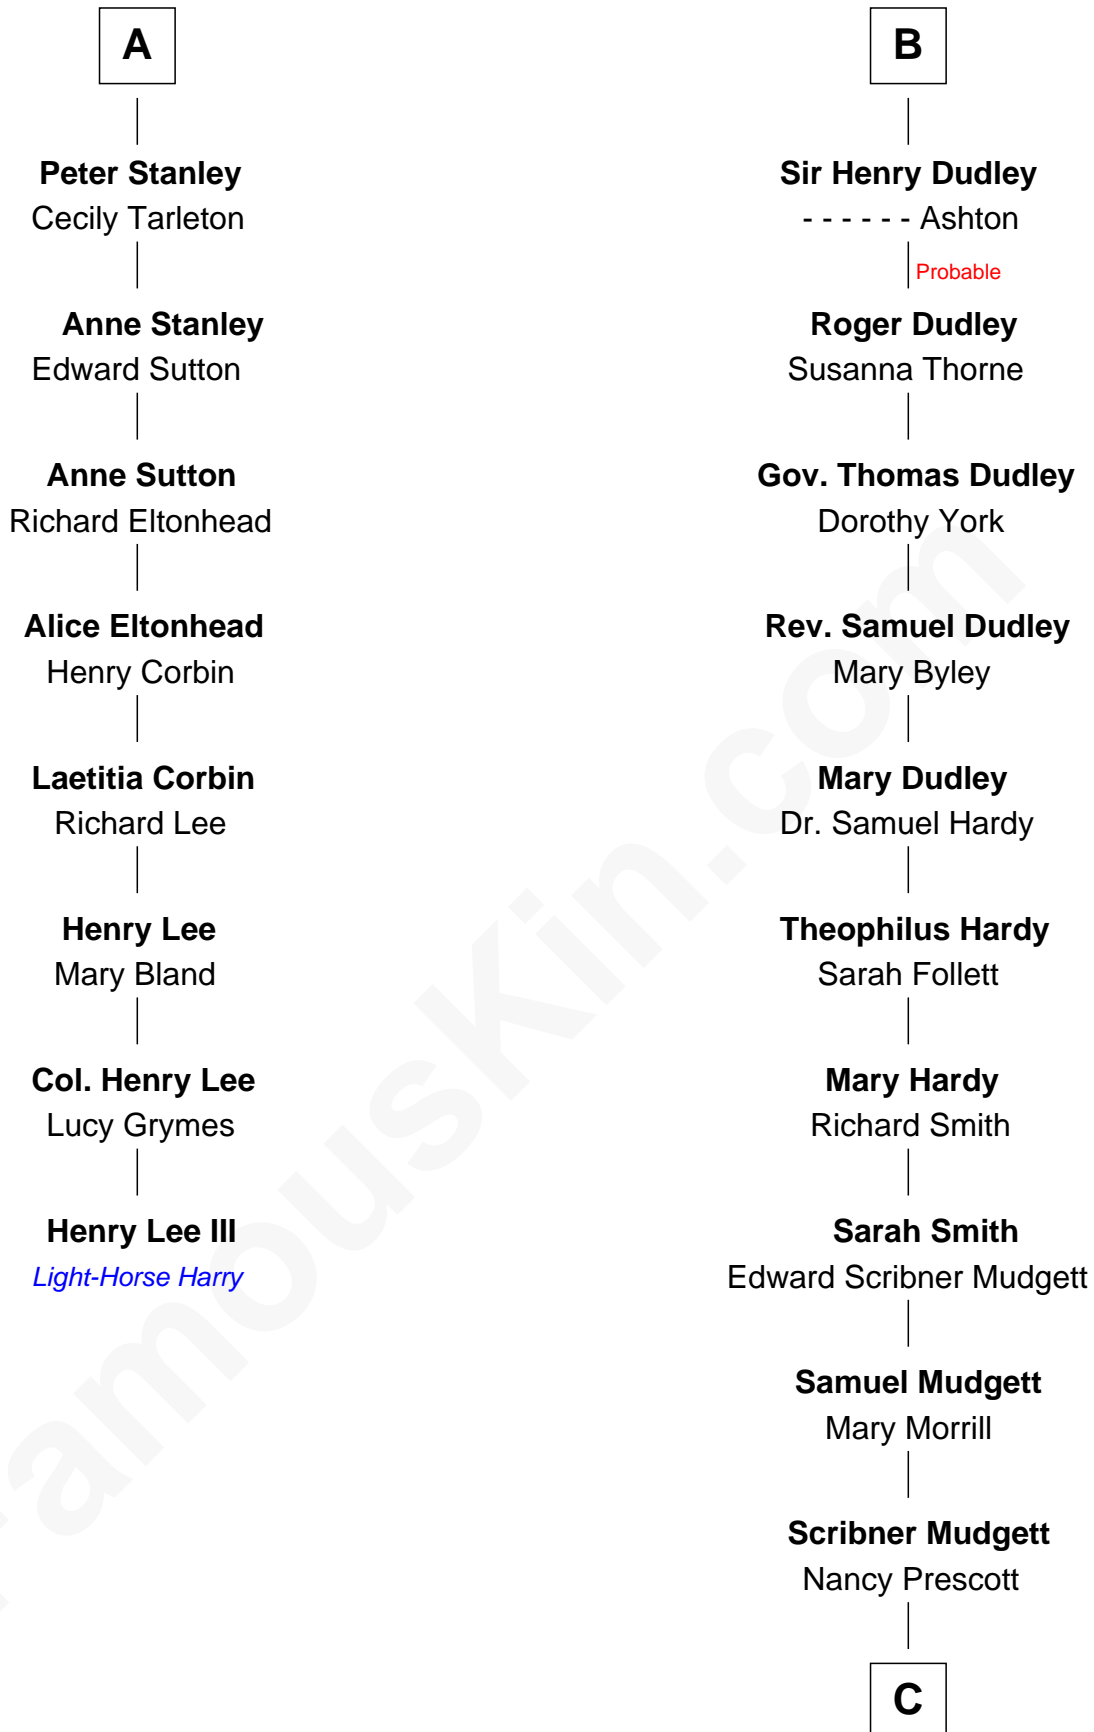 A
Peter Stanley
Cecily Tarleton
Anne Stanley
Edward Sutton
Anne Sutton
Richard Eltonhead
Alice Eltonhead
Henry Corbin
Laetitia Corbin
Richard Lee
Henry Lee
Mary Bland
Col. Henry Lee
Lucy Grymes
Henry Lee III
Light-Horse Harry
B
Sir Henry Dudley
- - - - - - Ashton
Probable
Roger Dudley
Susanna Thorne
Gov. Thomas Dudley
Dorothy York
Rev. Samuel Dudley
Mary Byley
Mary Dudley
Dr. Samuel Hardy
Theophilus Hardy
Sarah Follett
Mary Hardy
Richard Smith
Sarah Smith
Edward Scribner Mudgett
Samuel Mudgett
Mary Morrill
Scribner Mudgett
Nancy Prescott
C
FamousKin.com